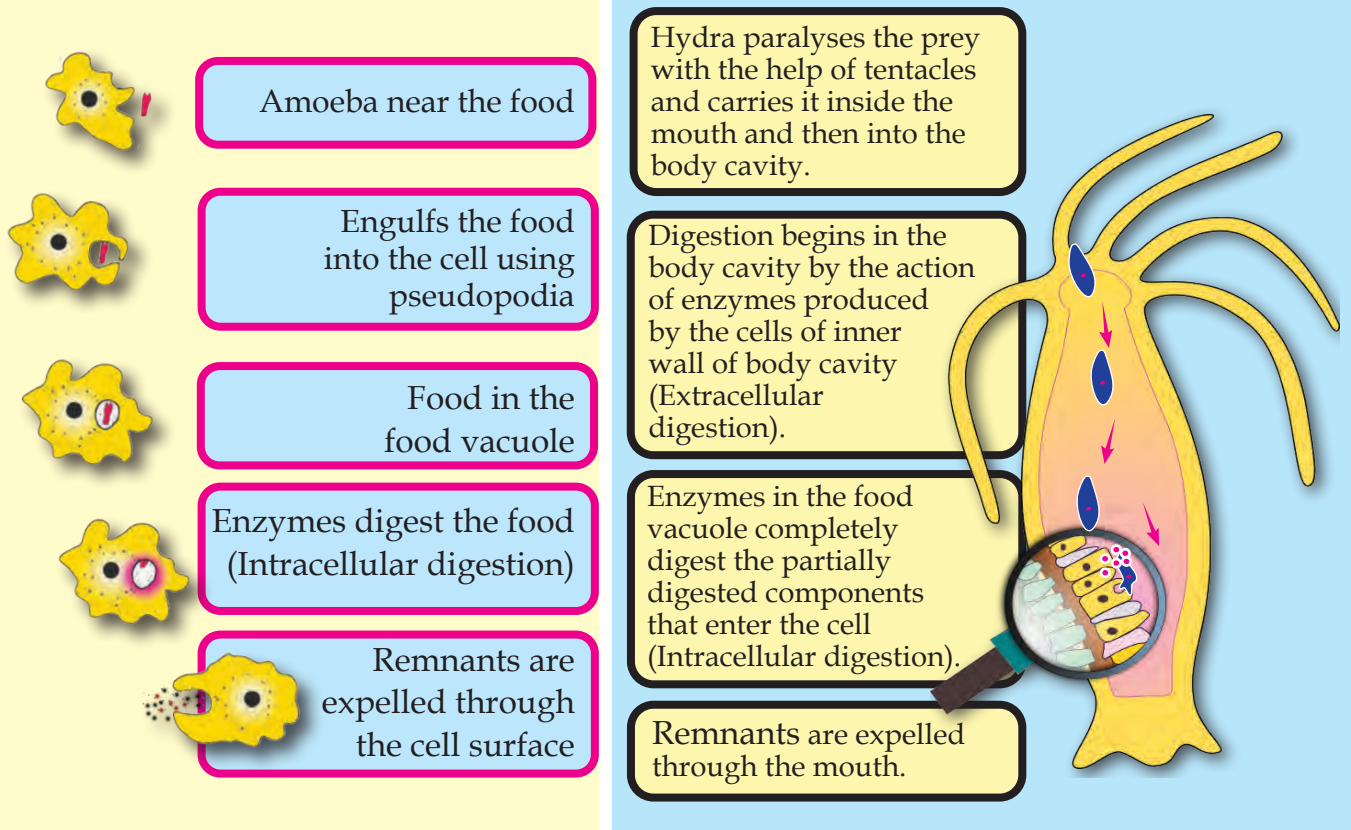 Amoeba near the food
Engulfs the food
into the cell using
pseudopodia
Food in the
food vacuole
Enzymes digest the food
(Intracellular digestion)
Remnants are
expelled through
the cell surface
Hydra paralyses the prey
with the help of tentacles
and carries it inside the
mouth and then into the
body cavity.
Digestion begins in the
body cavity by the action
of enzymes produced
by the cells of inner
wall of body cavity
(Extracellular
digestion).
Enzymes in the food
vacuole completely
digest the partially
digested components
that enter the cell
(Intracellular digestion).
Remnants are expelled
through the mouth.